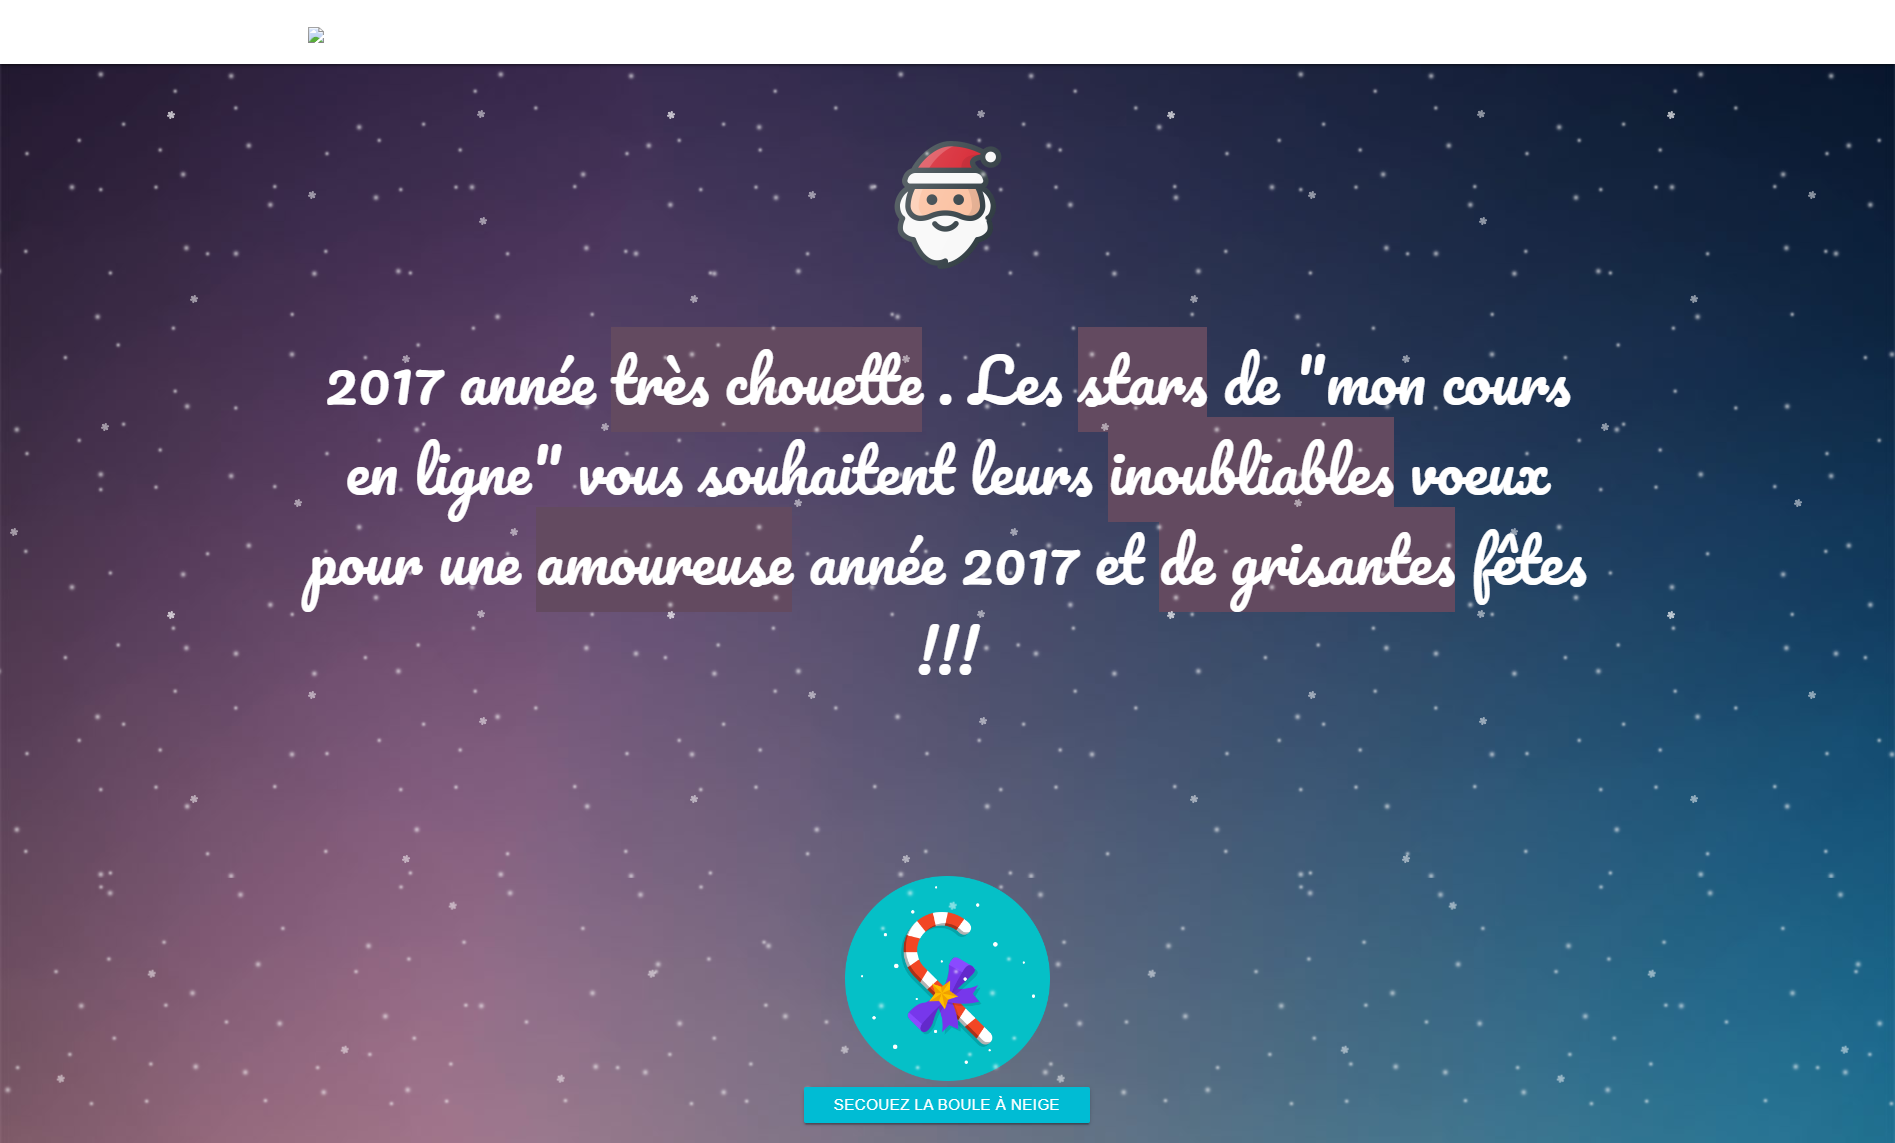 2017 année très chouette . Les stars de "mon cours
en ligne" vous souhaitent leurs inoubliables voeux
pour une amoureuse année 2017 et de grisantes fêtes
!!!
SECOUEZ LA BOULE À NEIGE